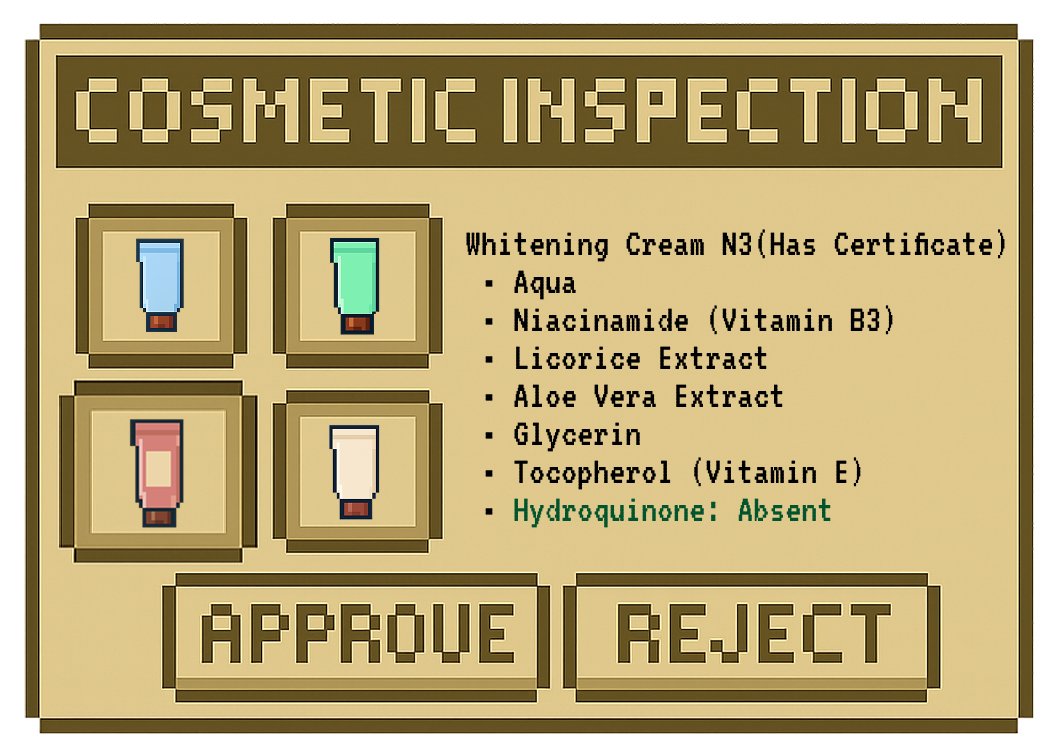 COSMETIC INSPECTION
Whitening Cream N3(Has Certificate)
▪ Aqua
▪ Niacinamide (Vitamin B3)
▪ Licorice Extract
▪ Aloe Vera Extract
▪ Glycerin
▪ Tocopherol (Vitamin E)
▪ Hydroquinone: Absent
APPROVE
REJECT